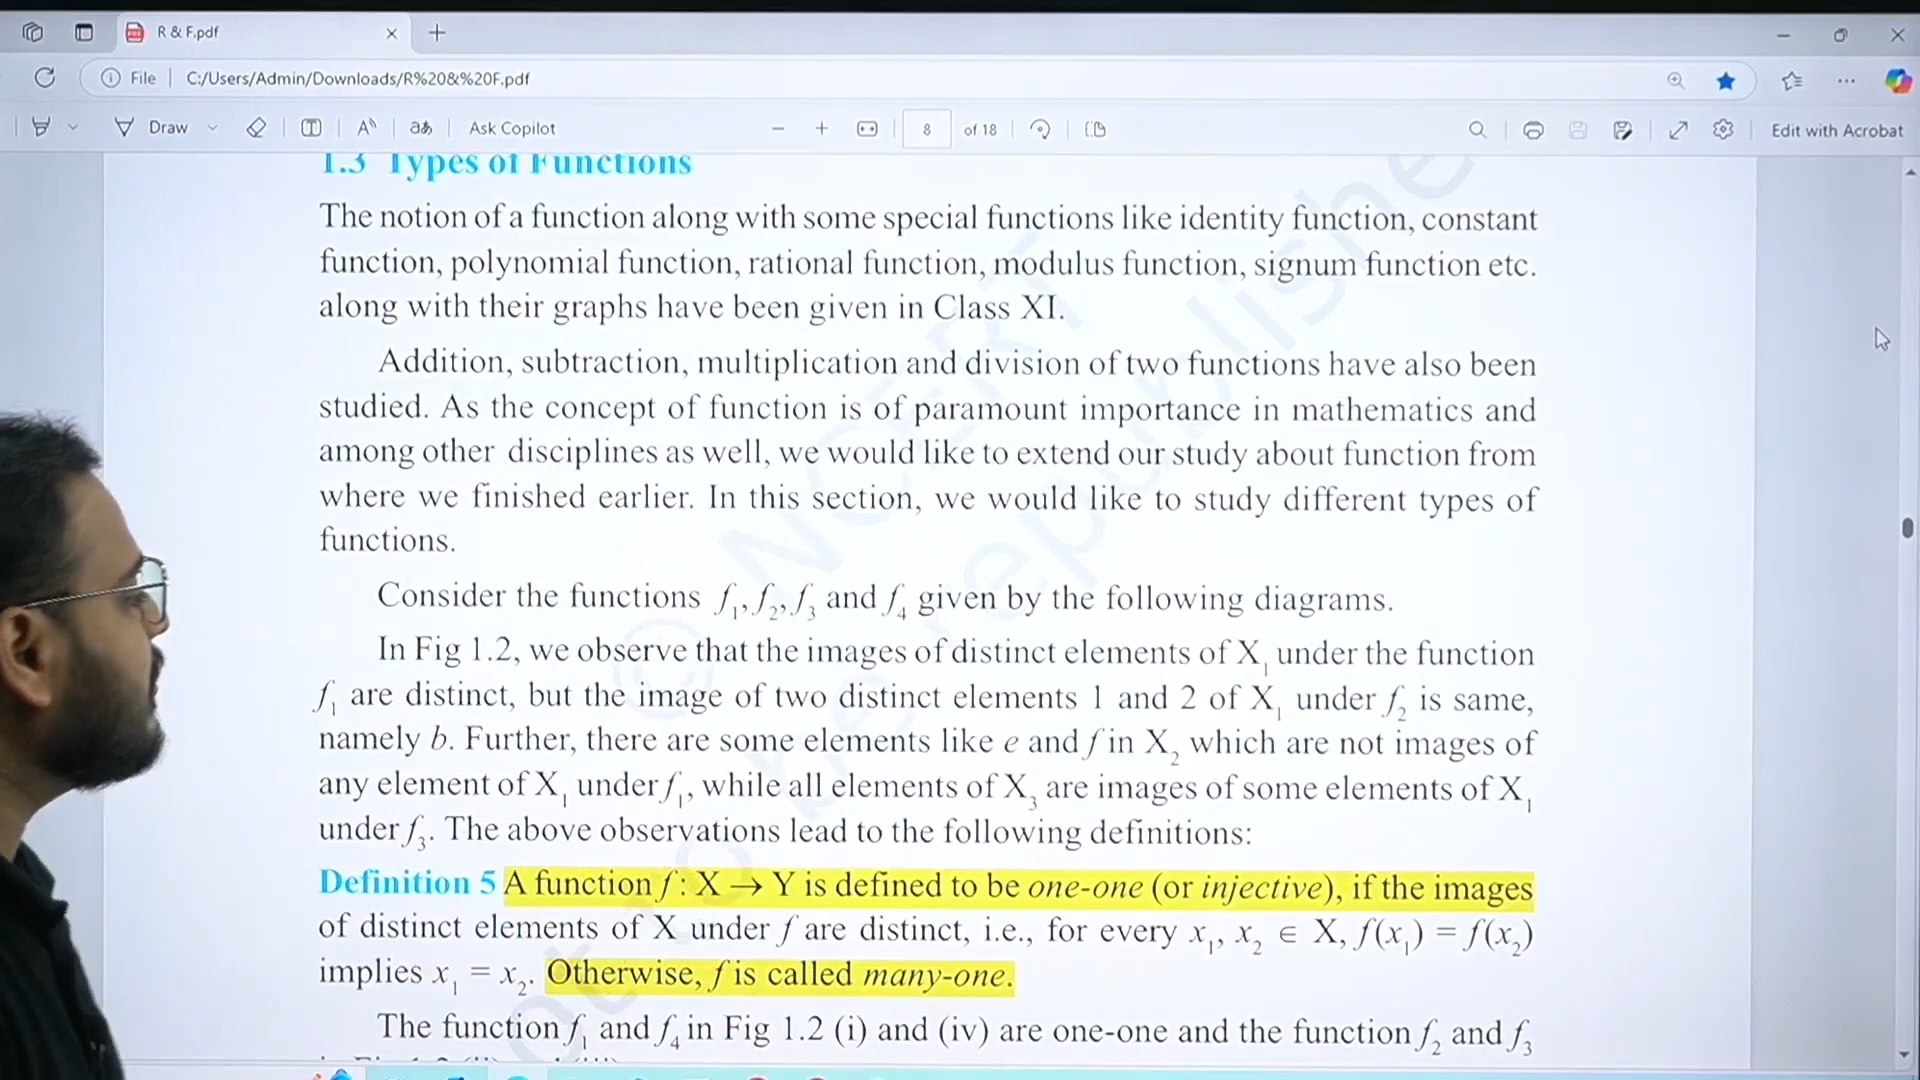 R & F.pdf
File
C:/Users/Admin/Downloads/R%20&%20F.pdf
Draw
Ask Copilot
8 of 18
Edit with Acrobat
1.3 Types of Functions
The notion of a function along with some special functions like identity function, constant
function, polynomial function, rational function, modulus function, signum function etc.
along with their graphs have been given in Class XI.
Addition, subtraction, multiplication and division of two functions have also been
studied. As the concept of function is of paramount importance in mathematics and
among other disciplines as well, we would like to extend our study about function from
where we finished earlier. In this section, we would like to study different types of
functions.
Consider the functions f₁, f₂, f₃ and f₄ given by the following diagrams.
In Fig 1.2, we observe that the images of distinct elements of X₁ under the function
f₁ are distinct, but the image of two distinct elements 1 and 2 of X₁ under f₂ is same,
namely b. Further, there are some elements like e and f in X₂ which are not images of
any element of X₁ under f₁, while all elements of X₃ are images of some elements of X₁
under f₃. The above observations lead to the following definitions:
Definition 5 A function f : X → Y is defined to be one-one (or injective), if the images
of distinct elements of X under f are distinct, i.e., for every x₁, x₂ ∈ X, f(x₁) = f(x₂)
implies x₁ = x₂. Otherwise, f is called many-one.
The function f₁ and f₄ in Fig 1.2 (i) and (iv) are one-one and the function f₂ and f₃
© NCERT